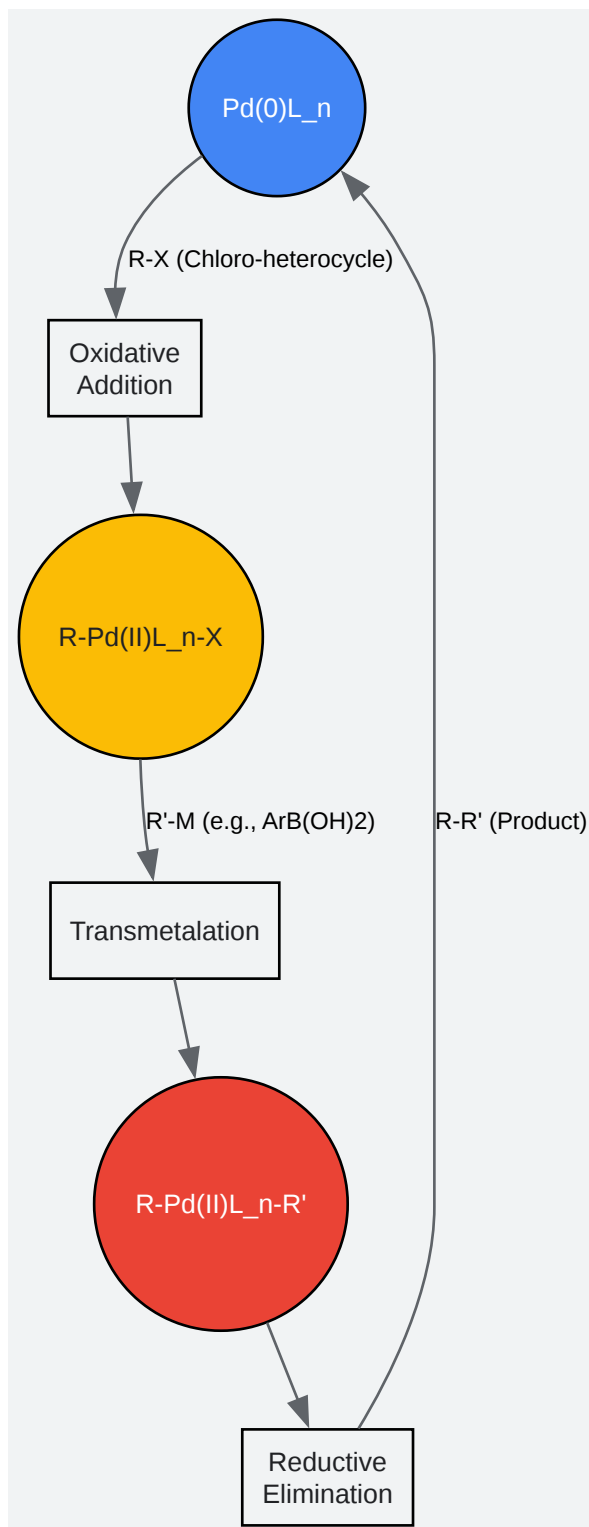 Pd(0)L_n
R-X (Chloro-heterocycle)
Oxidative
Addition
R-Pd(II)L_n-X
R'-M (e.g., ArB(OH)2)
R-R' (Product)
Transmetalation
R-Pd(II)L_n-R'
Reductive
Elimination